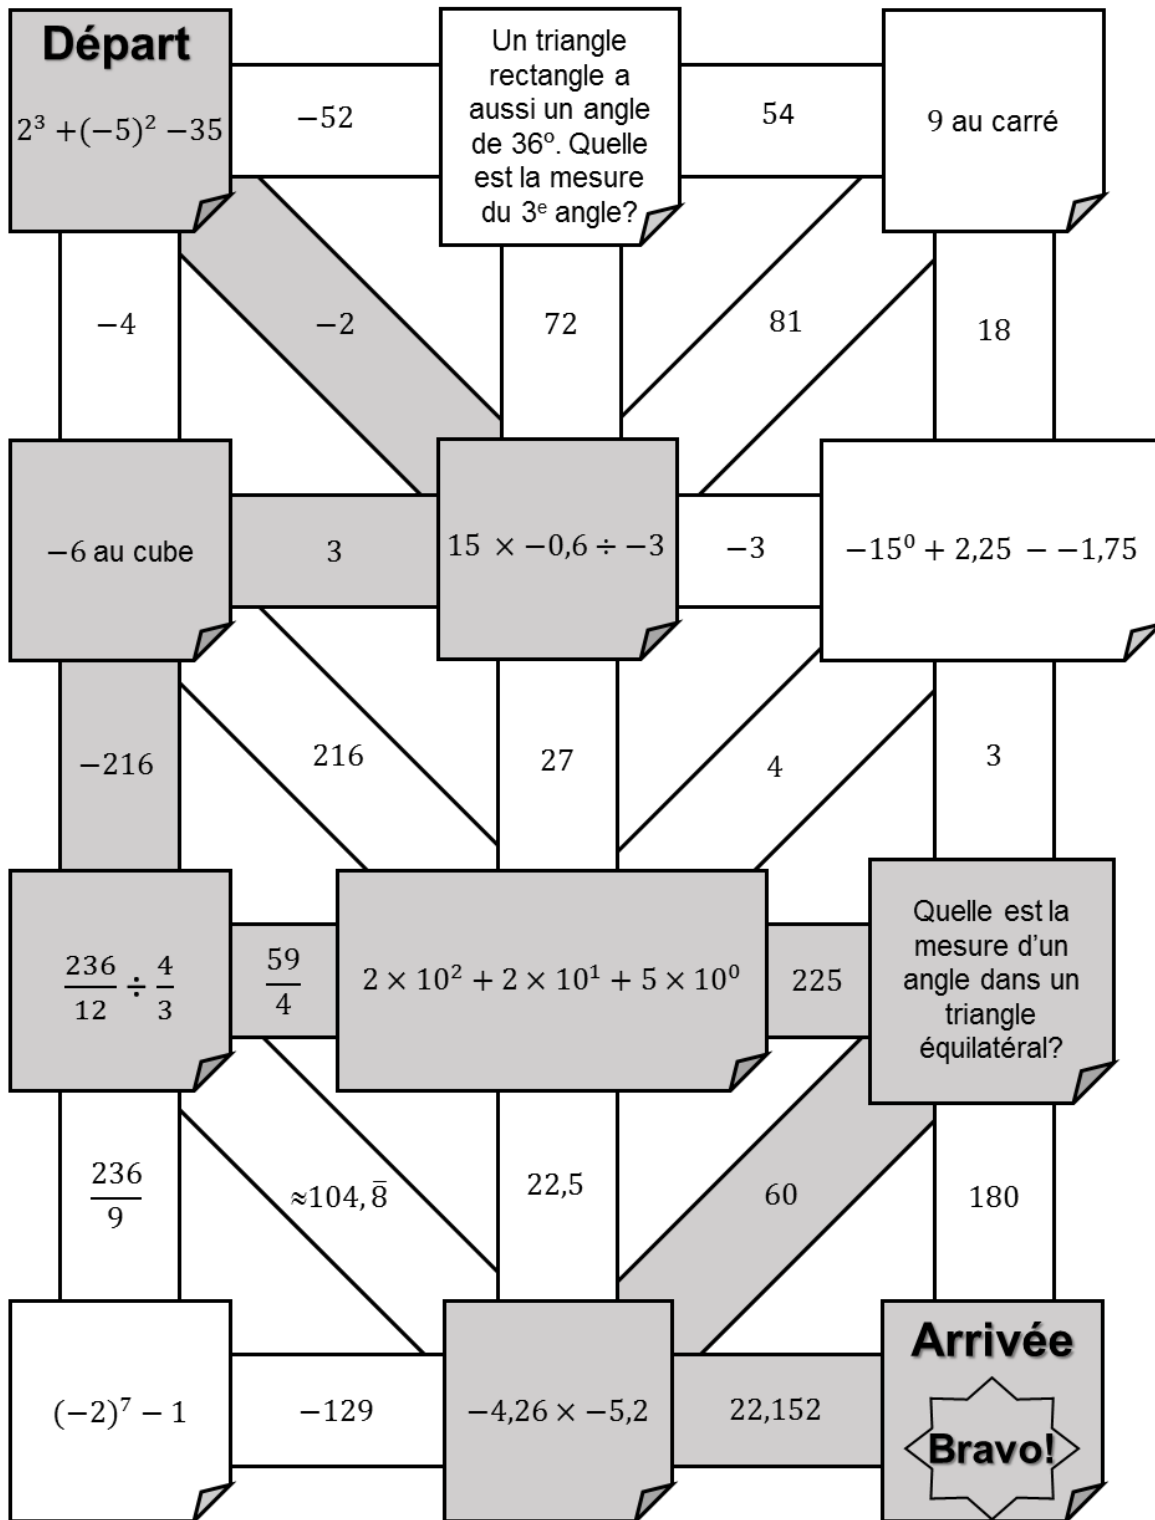 Départ
2³ +(−5)² −35
−52
Un triangle
rectangle a
aussi un angle
de 36º. Quelle
est la mesure
du 3ᵉ angle?
54
9 au carré
−4
−2
72
81
18
−6 au cube
3
15 × −0,6 ÷ −3
−3
−15⁰ + 2,25 − −1,75
−216
216
27
4
3
236/12 ÷ 4/3
59/4
2 × 10² + 2 × 10¹ + 5 × 10⁰
225
Quelle est la
mesure d’un
angle dans un
triangle
équilatéral?
236/9
≈104,8̅
22,5
60
180
(−2)⁷ − 1
−129
−4,26 × −5,2
22,152
Arrivée
Bravo!